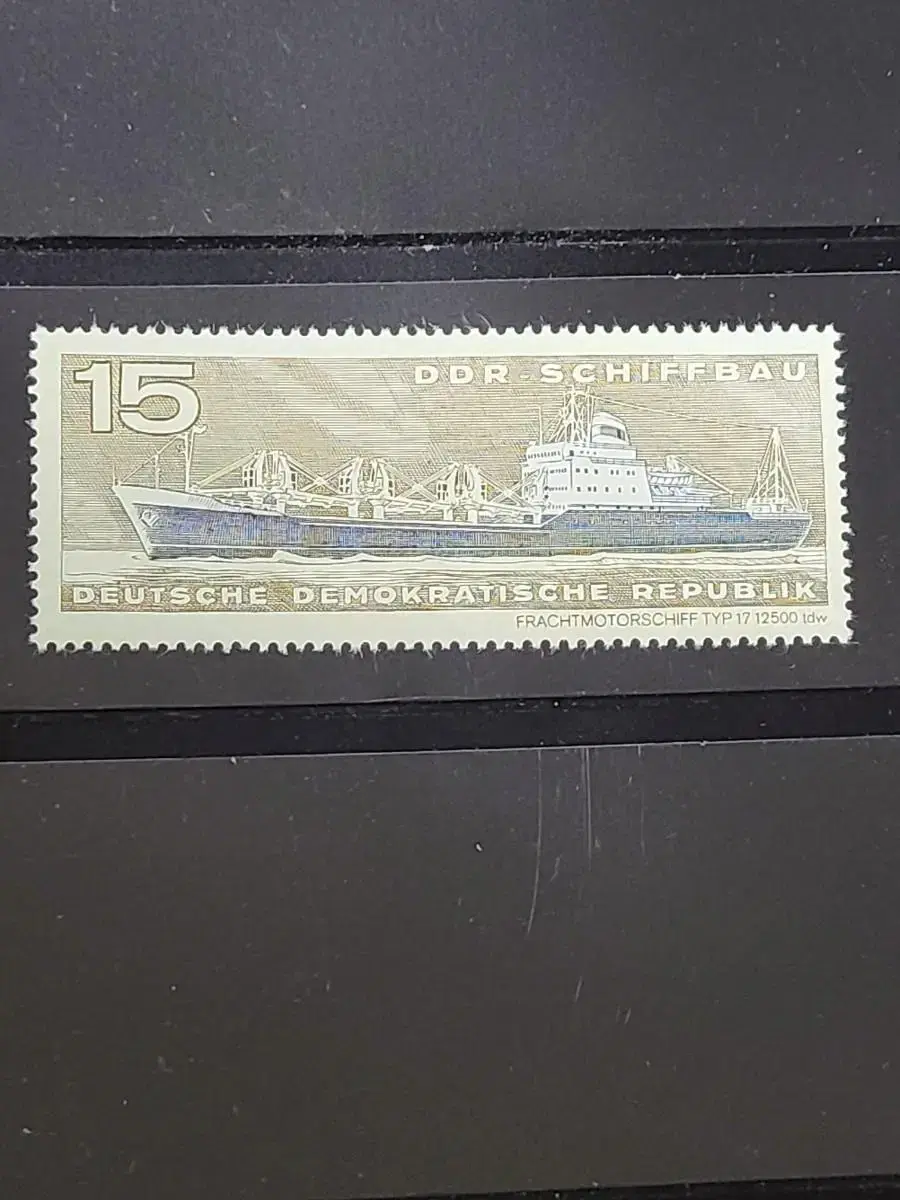 15
DDR-SCHIFFBAU
DEUTSCHE DEMOKRATISCHE REPUBLIK
FRACHTMOTORSCHIFF TYP 17 12500 tdw